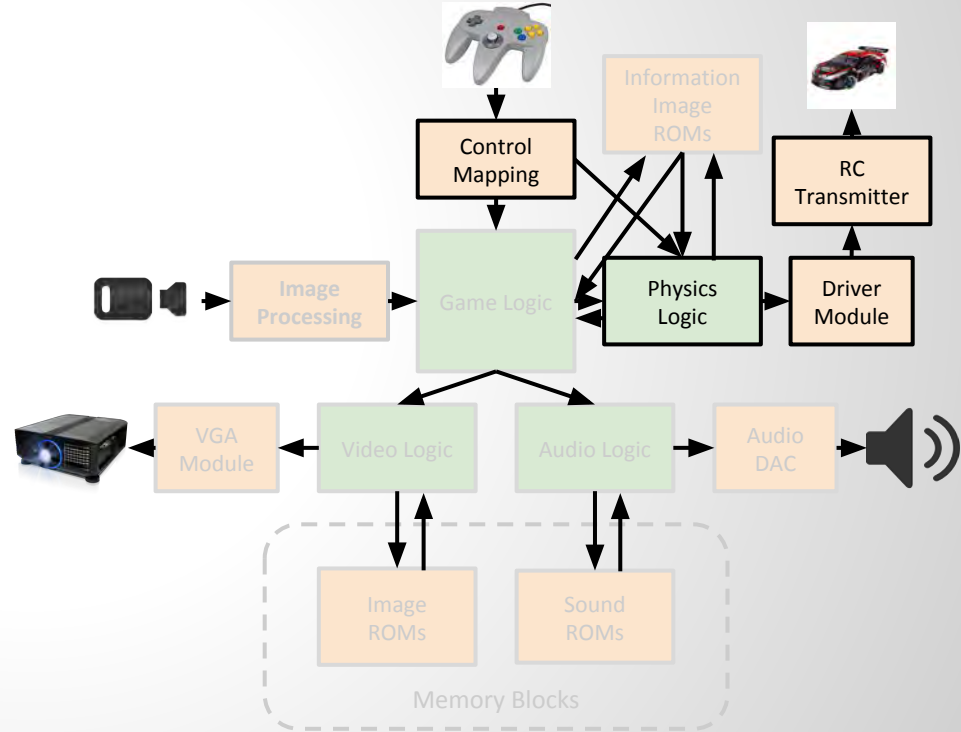 Information
Image
ROMs
Control
Mapping
RC
Transmitter
Image
Processing
Game Logic
Physics
Logic
Driver
Module
VGA
Module
Video Logic
Audio Logic
Audio
DAC
Image
ROMs
Sound
ROMs
Memory Blocks